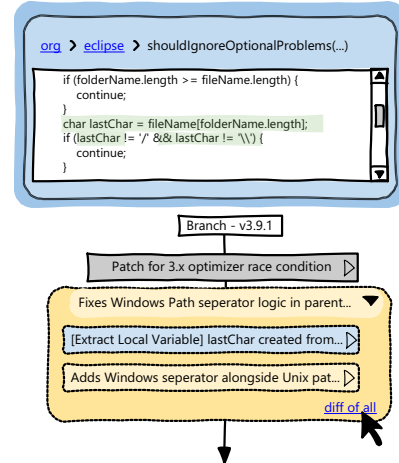 org > eclipse > shouldIgnoreOptionalProblems(...)
if (folderName.length >= fileName.length) {
continue;
}
char lastChar = fileName[folderName.length];
if (lastChar != '/' && lastChar != '\\') {
continue;
}
Branch - v3.9.1
Patch for 3.x optimizer race condition
Fixes Windows Path seperator logic in parent...
[Extract Local Variable] lastChar created from...
Adds Windows seperator alongside Unix pat...
diff of all